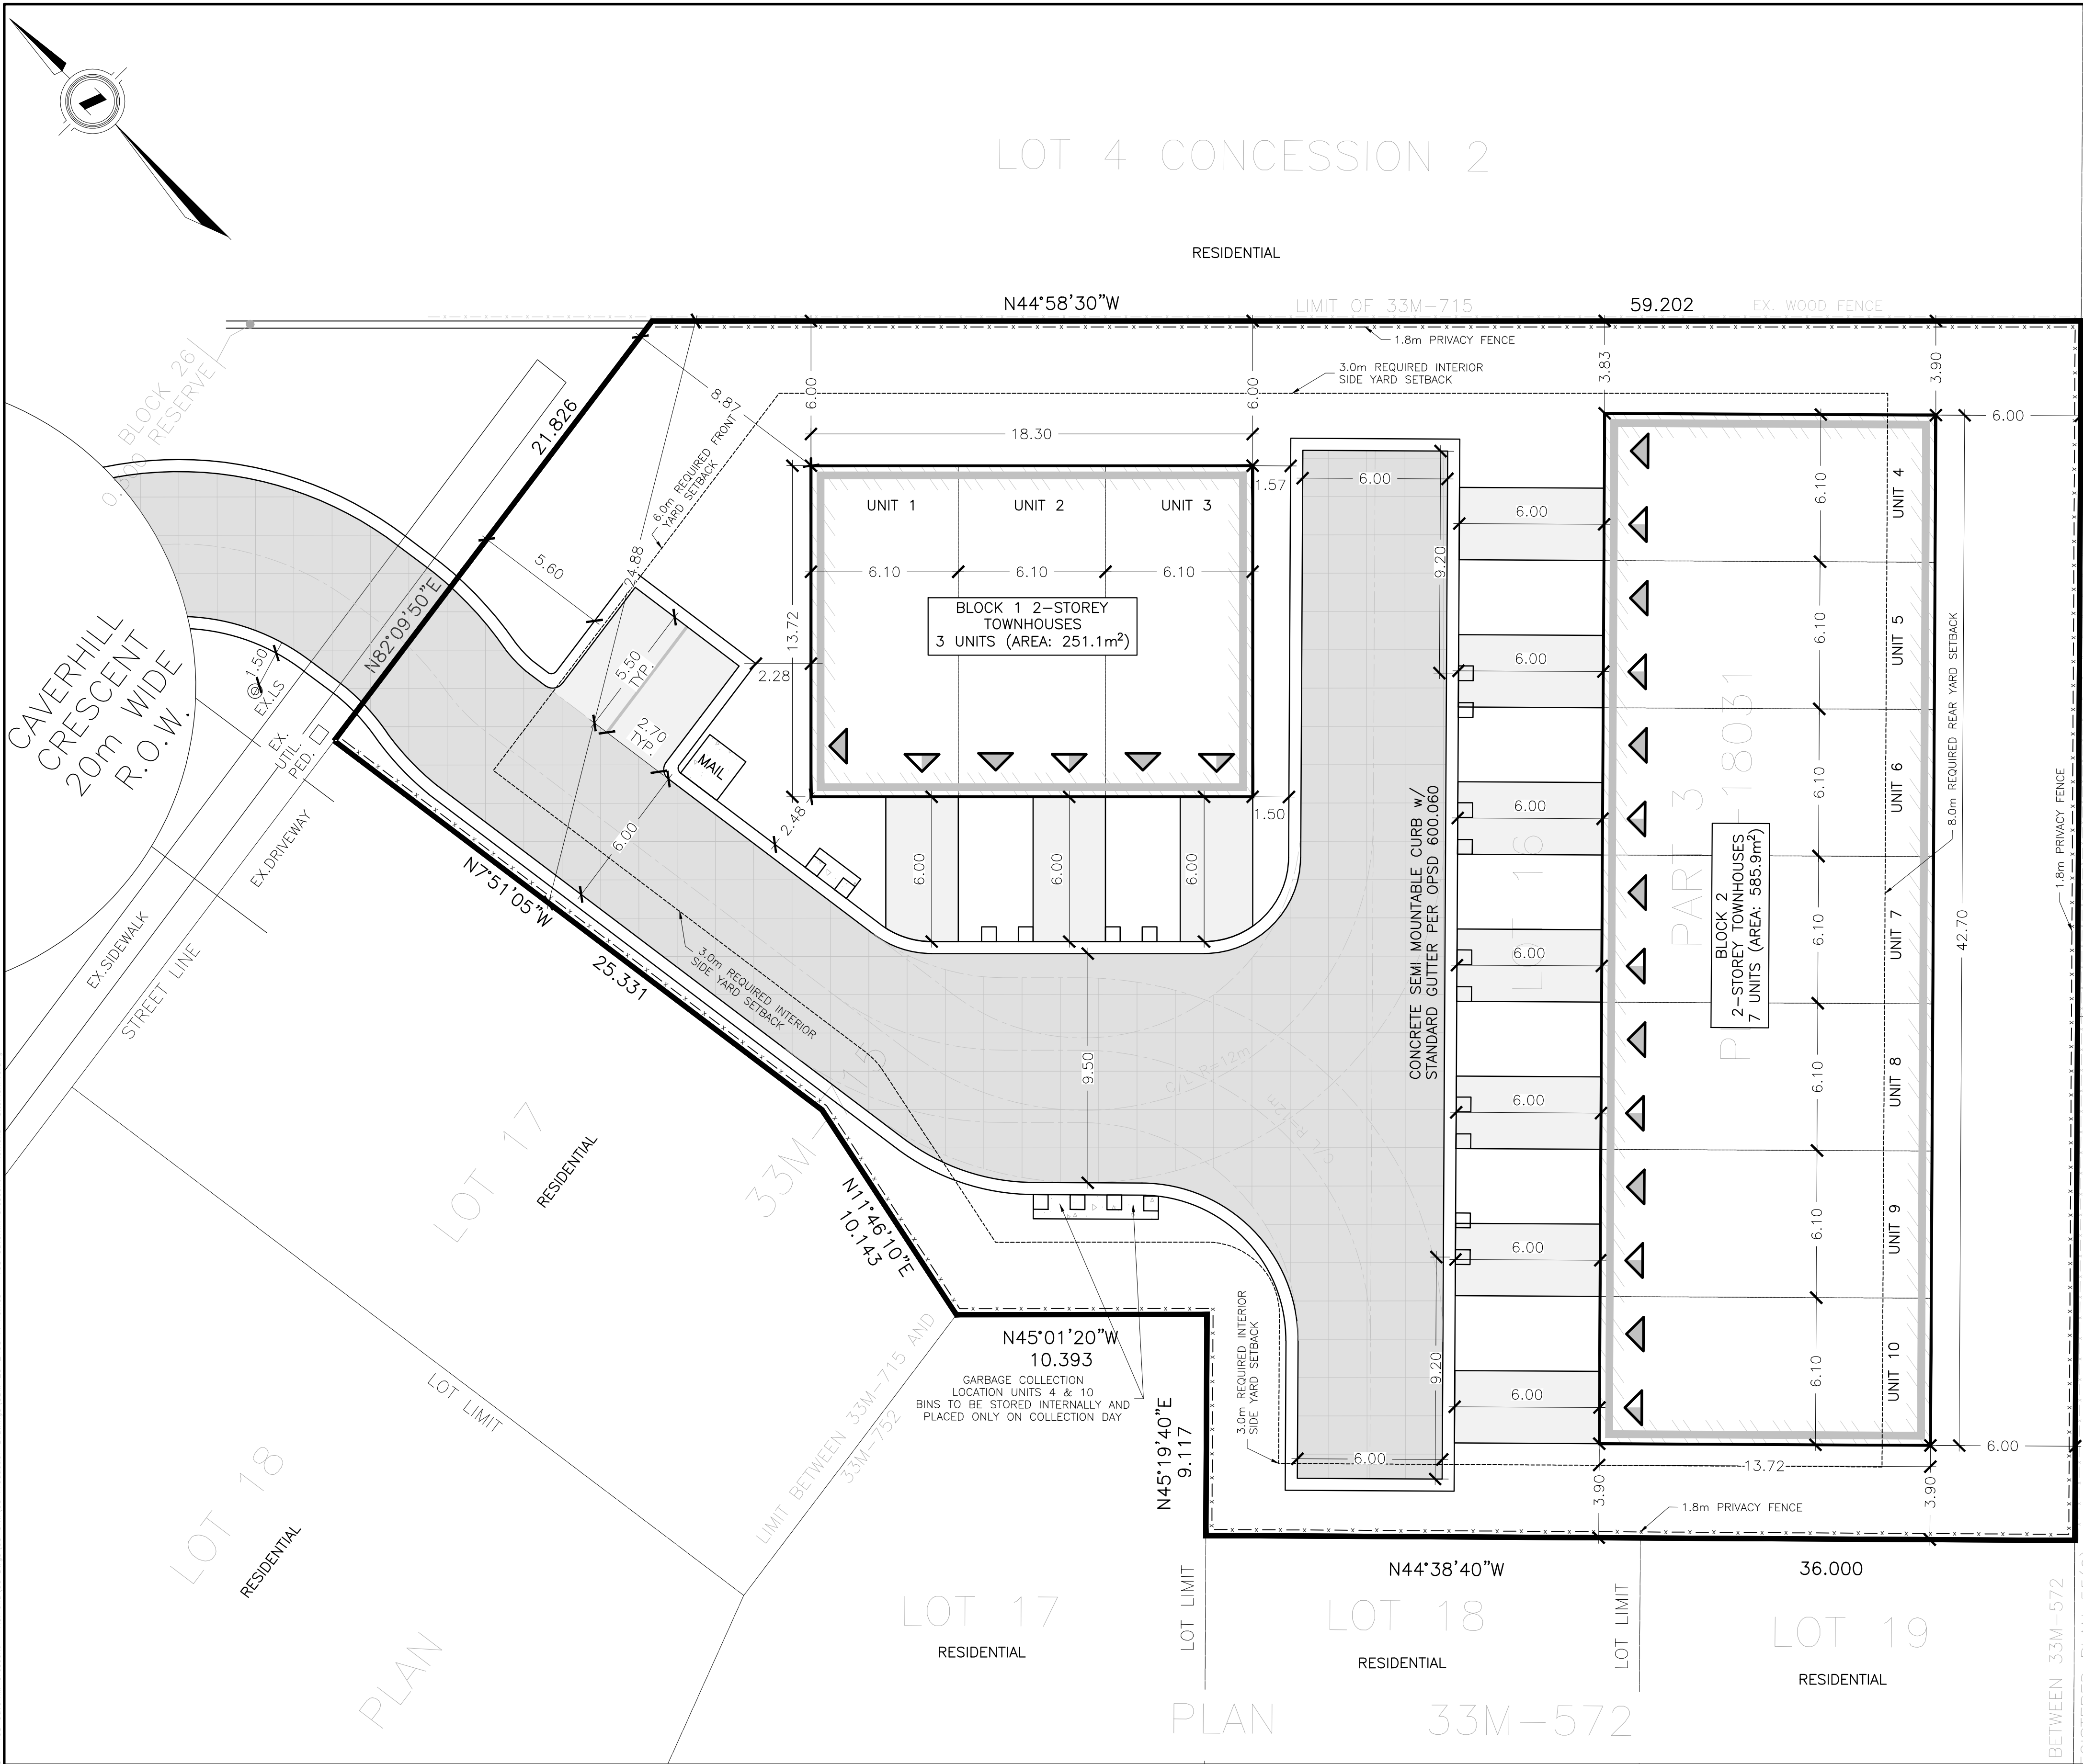 LOT 4 CONCESSION 2
RESIDENTIAL
N44°58'30"W
LIMIT OF 33M-715
59.202
EX. WOOD FENCE
1.8m PRIVACY FENCE
3.0m REQUIRED INTERIOR
SIDE YARD SETBACK
BLOCK 26
RESERVE
21.826
8.87
6.00
6.00
3.83
3.90
6.00
18.30
6.0m REQUIRED FRONT
YARD SETBACK
1.57
6.00
UNIT 1
UNIT 2
UNIT 3
6.10
6.10
6.10
BLOCK 1 2-STOREY
TOWNHOUSES
3 UNITS (AREA: 251.1m²)
13.72
24.88
5.60
5.50
TYP.
2.70
TYP.
2.28
MAIL
2.48
1.50
6.00
6.00
6.00
6.00
9.20
CAVERHILL
CRESCENT
20m WIDE
R.O.W.
N82°09'50"E
1.50
EX.LS
EX.
UTIL.
PED.
EX.DRIVEWAY
EX.SIDEWALK
STREET LINE
N7°51'05"W
25.331
3.0m REQUIRED INTERIOR
SIDE YARD SETBACK
9.50
C/L R=12m
C/L R=12m
CONCRETE SEMI MOUNTABLE CURB w/
STANDARD GUTTER PER OPSD 600.060
6.00
6.00
6.00
6.00
6.00
6.00
6.00
LOT 16
PART 3
-18031
BLOCK 2
2-STOREY TOWNHOUSES
7 UNITS (AREA: 585.9m²)
6.10
6.10
6.10
6.10
6.10
6.10
6.10
UNIT 4
UNIT 5
UNIT 6
UNIT 7
UNIT 8
UNIT 9
UNIT 10
8.0m REQUIRED REAR YARD SETBACK
42.70
1.8m PRIVACY FENCE
LOT 17
RESIDENTIAL
N11°46'10"E
10.143
N45°01'20"W
10.393
GARBAGE COLLECTION
LOCATION UNITS 4 & 10
BINS TO BE STORED INTERNALLY AND
PLACED ONLY ON COLLECTION DAY
N45°19'40"E
9.117
3.0m REQUIRED INTERIOR
SIDE YARD SETBACK
9.20
6.00
13.72
6.00
3.90
3.90
1.8m PRIVACY FENCE
N44°38'40"W
36.000
LOT LIMIT
LIMIT BETWEEN 33M-715 AND
33M-752
LOT 18
RESIDENTIAL
PLAN
LOT 17
RESIDENTIAL
LOT LIMIT
LOT 18
RESIDENTIAL
LOT LIMIT
LOT 19
RESIDENTIAL
PLAN 33M-572
BETWEEN 33M-572